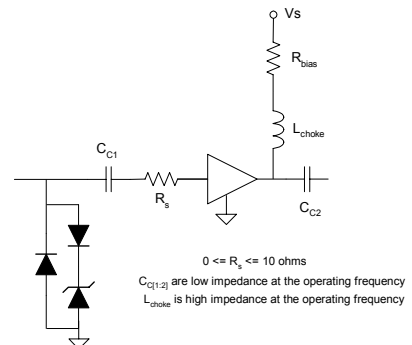 Vs
R_bias
L_choke
C_C1
R_s
C_C2
0 <= R_s <= 10 ohms
C_C[1:2] are low impedance at the operating frequency
L_choke is high impedance at the operating frequency